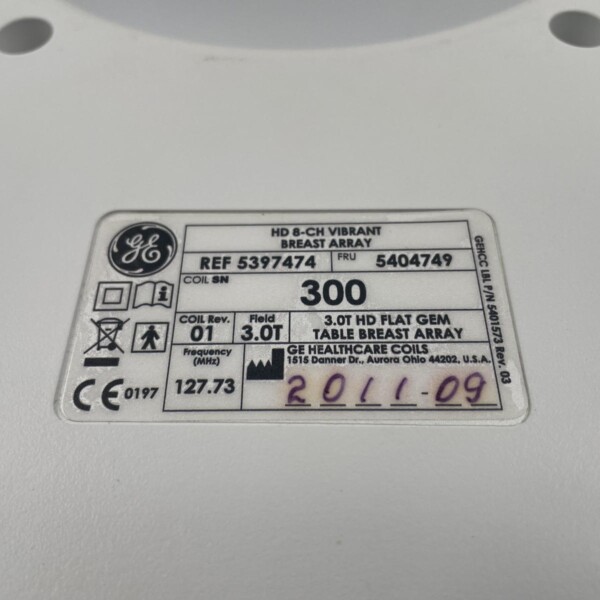 GE
HD 8-CH VIBRANT
BREAST ARRAY
REF 5397474
FRU 5404749
COIL SN
300
COIL Rev.
01
Field
3.0T
3.0T HD FLAT GEM
TABLE BREAST ARRAY
Frequency
(MHz)
127.73
GE HEALTHCARE COILS
1515 Danner Dr., Aurora Ohio 44202, U.S.A.
2011-09
CE 0197
GEHCC LBL P/N 5401573 Rev. 03